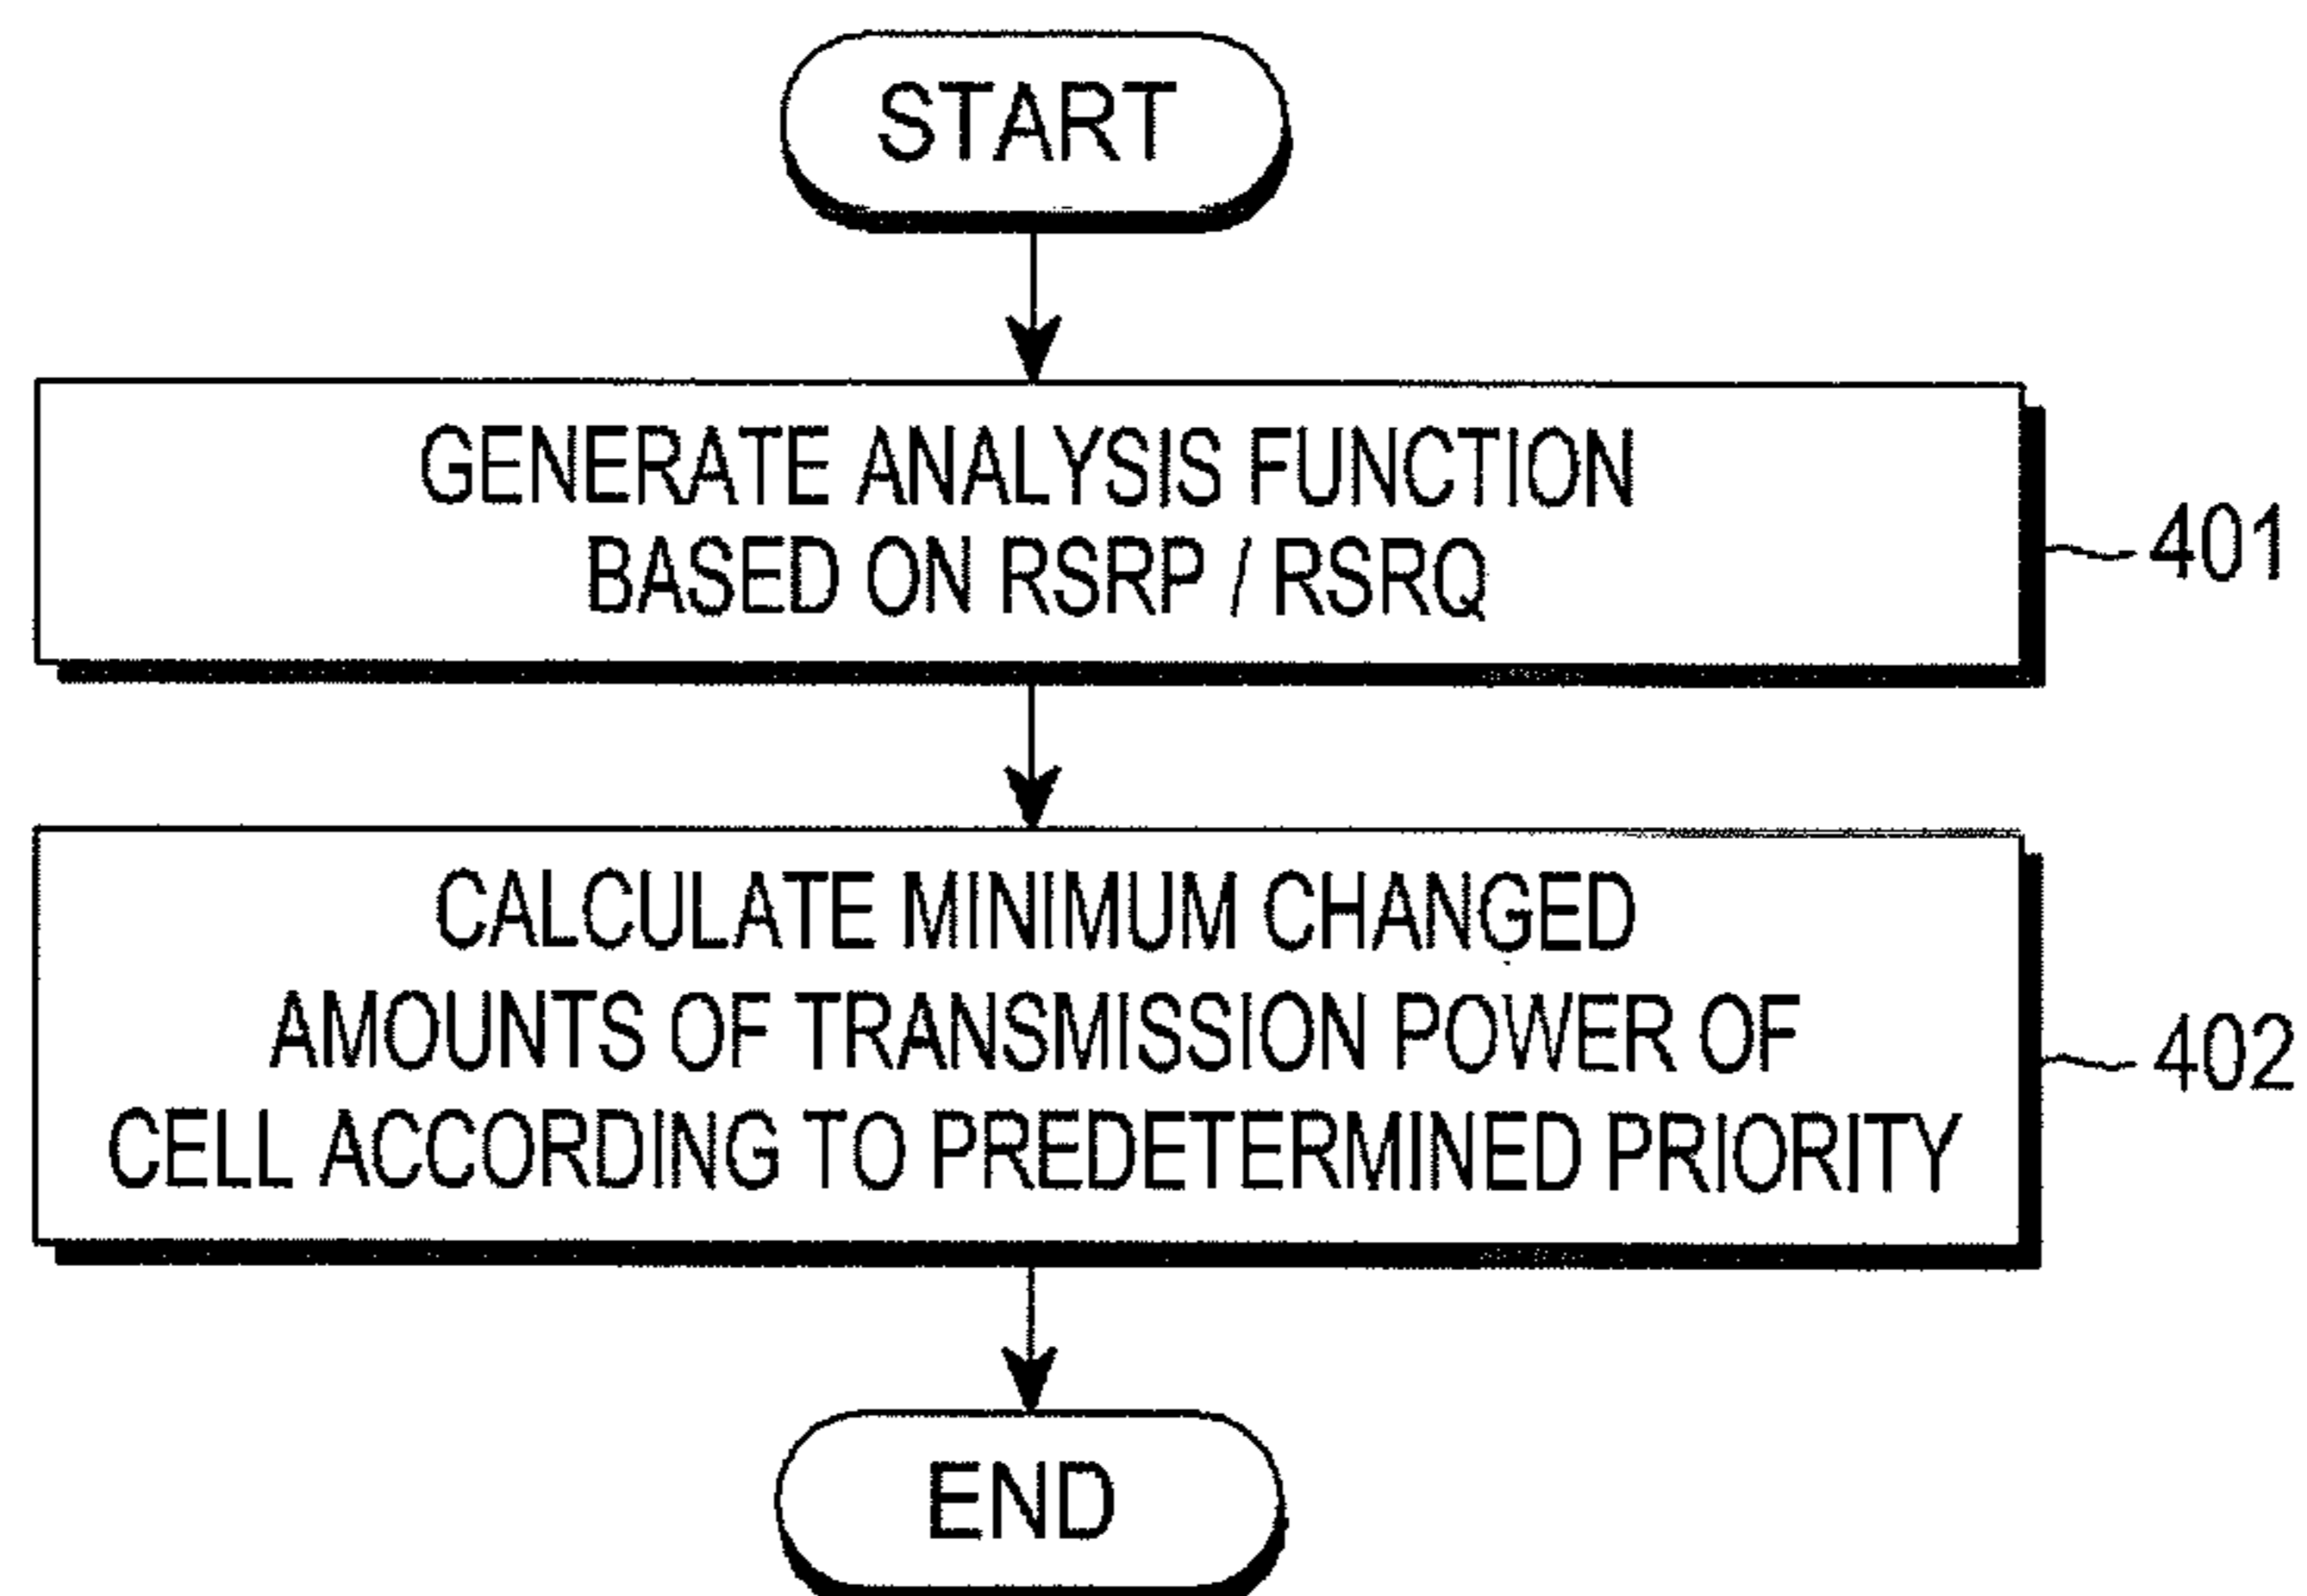 START
GENERATE ANALYSIS FUNCTION
BASED ON RSRP / RSRQ
401
CALCULATE MINIMUM CHANGED
AMOUNTS OF TRANSMISSION POWER OF
CELL ACCORDING TO PREDETERMINED PRIORITY
402
END